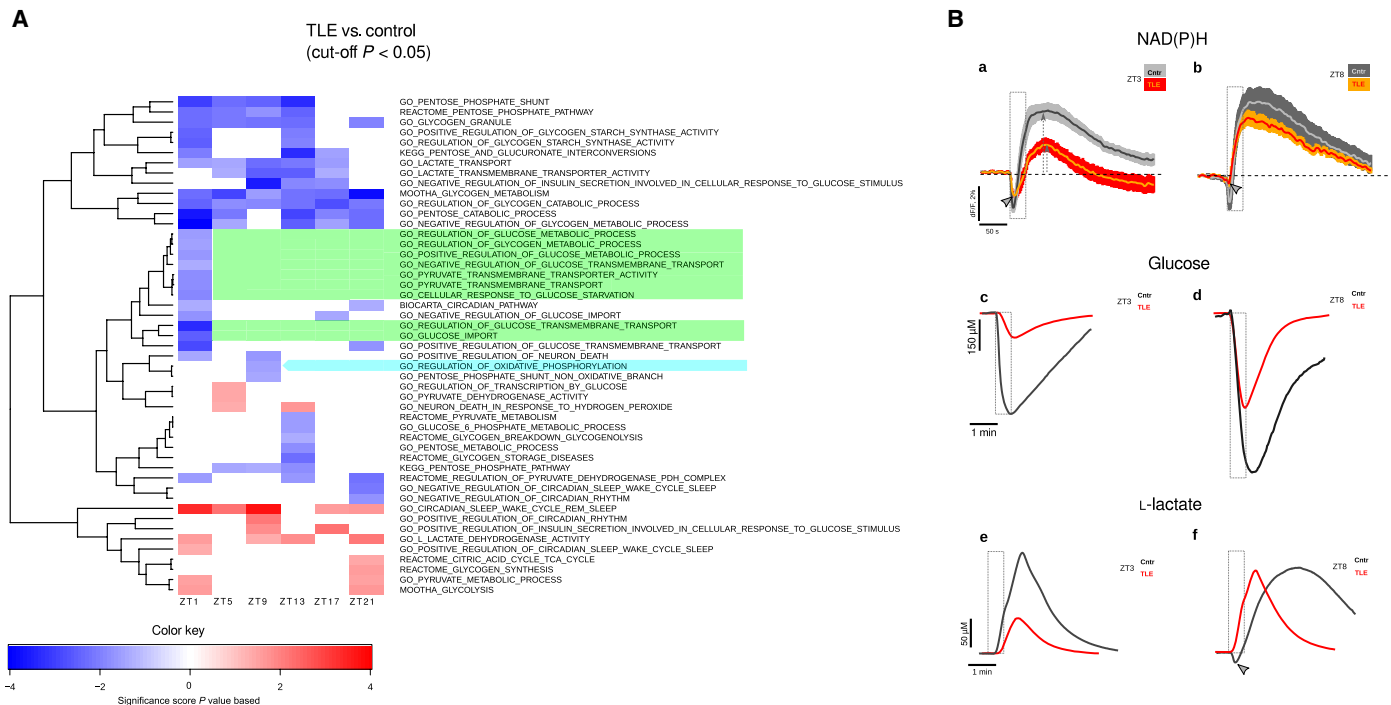 A
TLE vs. control
(cut-off P < 0.05)
GO_PENTOSE_PHOSPHATE_SHUNT
REACTOME_PENTOSE_PHOSPHATE_PATHWAY
GO_GLYCOGEN_GRANULE
GO_POSITIVE_REGULATION_OF_GLYCOGEN_STARCH_SYNTHASE_ACTIVITY
GO_REGULATION_OF_GLYCOGEN_STARCH_SYNTHASE_ACTIVITY
KEGG_PENTOSE_AND_GLUCURONATE_INTERCONVERSIONS
GO_LACTATE_TRANSPORT
GO_LACTATE_TRANSMEMBRANE_TRANSPORTER_ACTIVITY
GO_NEGATIVE_REGULATION_OF_INSULIN_SECRETION_INVOLVED_IN_CELLULAR_RESPONSE_TO_GLUCOSE_STIMULUS
MOOTHA_GLYCOGEN_METABOLISM
GO_REGULATION_OF_GLYCOGEN_CATABOLIC_PROCESS
GO_PENTOSE_CATABOLIC_PROCESS
GO_NEGATIVE_REGULATION_OF_GLYCOGEN_METABOLIC_PROCESS
GO_REGULATION_OF_GLUCOSE_METABOLIC_PROCESS
GO_REGULATION_OF_GLYCOGEN_METABOLIC_PROCESS
GO_POSITIVE_REGULATION_OF_GLUCOSE_METABOLIC_PROCESS
GO_NEGATIVE_REGULATION_OF_GLUCOSE_TRANSMEMBRANE_TRANSPORT
GO_PYRUVATE_TRANSMEMBRANE_TRANSPORTER_ACTIVITY
GO_PYRUVATE_TRANSMEMBRANE_TRANSPORT
GO_CELLULAR_RESPONSE_TO_GLUCOSE_STARVATION
BIOCARTA_CIRCADIAN_PATHWAY
GO_NEGATIVE_REGULATION_OF_GLUCOSE_IMPORT
GO_REGULATION_OF_GLUCOSE_TRANSMEMBRANE_TRANSPORT
GO_GLUCOSE_IMPORT
GO_POSITIVE_REGULATION_OF_GLUCOSE_TRANSMEMBRANE_TRANSPORT
GO_POSITIVE_REGULATION_OF_NEURON_DEATH
GO_REGULATION_OF_OXIDATIVE_PHOSPHORYLATION
GO_PENTOSE_PHOSPHATE_SHUNT_NON_OXIDATIVE_BRANCH
GO_REGULATION_OF_TRANSCRIPTION_BY_GLUCOSE
GO_PYRUVATE_DEHYDROGENASE_ACTIVITY
GO_NEURON_DEATH_IN_RESPONSE_TO_HYDROGEN_PEROXIDE
REACTOME_PYRUVATE_METABOLISM
GO_GLUCOSE_6_PHOSPHATE_METABOLIC_PROCESS
REACTOME_GLYCOGEN_BREAKDOWN_GLYCOGENOLYSIS
GO_PENTOSE_METABOLIC_PROCESS
REACTOME_GLYCOGEN_STORAGE_DISEASES
KEGG_PENTOSE_PHOSPHATE_PATHWAY
REACTOME_REGULATION_OF_PYRUVATE_DEHYDROGENASE_PDH_COMPLEX
GO_NEGATIVE_REGULATION_OF_CIRCADIAN_SLEEP_WAKE_CYCLE_SLEEP
GO_NEGATIVE_REGULATION_OF_CIRCADIAN_RHYTHM
GO_CIRCADIAN_SLEEP_WAKE_CYCLE_REM_SLEEP
GO_POSITIVE_REGULATION_OF_CIRCADIAN_RHYTHM
GO_POSITIVE_REGULATION_OF_INSULIN_SECRETION_INVOLVED_IN_CELLULAR_RESPONSE_TO_GLUCOSE_STIMULUS
GO_L_LACTATE_DEHYDROGENASE_ACTIVITY
GO_POSITIVE_REGULATION_OF_CIRCADIAN_SLEEP_WAKE_CYCLE_SLEEP
REACTOME_CITRIC_ACID_CYCLE_TCA_CYCLE
REACTOME_GLYCOGEN_SYNTHESIS
GO_PYRUVATE_METABOLIC_PROCESS
MOOTHA_GLYCOLYSIS
ZT1 ZT5 ZT9 ZT13 ZT17 ZT21
Color key
−4 −2 0 2 4
Significance score P value based
B
NAD(P)H
a
ZT3
Cntr
TLE
dF/F, 2%
50 s
b
ZT8
Cntr
TLE
Glucose
c
ZT3
Cntr
TLE
150 µM
1 min
d
ZT8
Cntr
TLE
L-lactate
e
ZT3
Cntr
TLE
50 µM
1 min
f
ZT8
Cntr
TLE